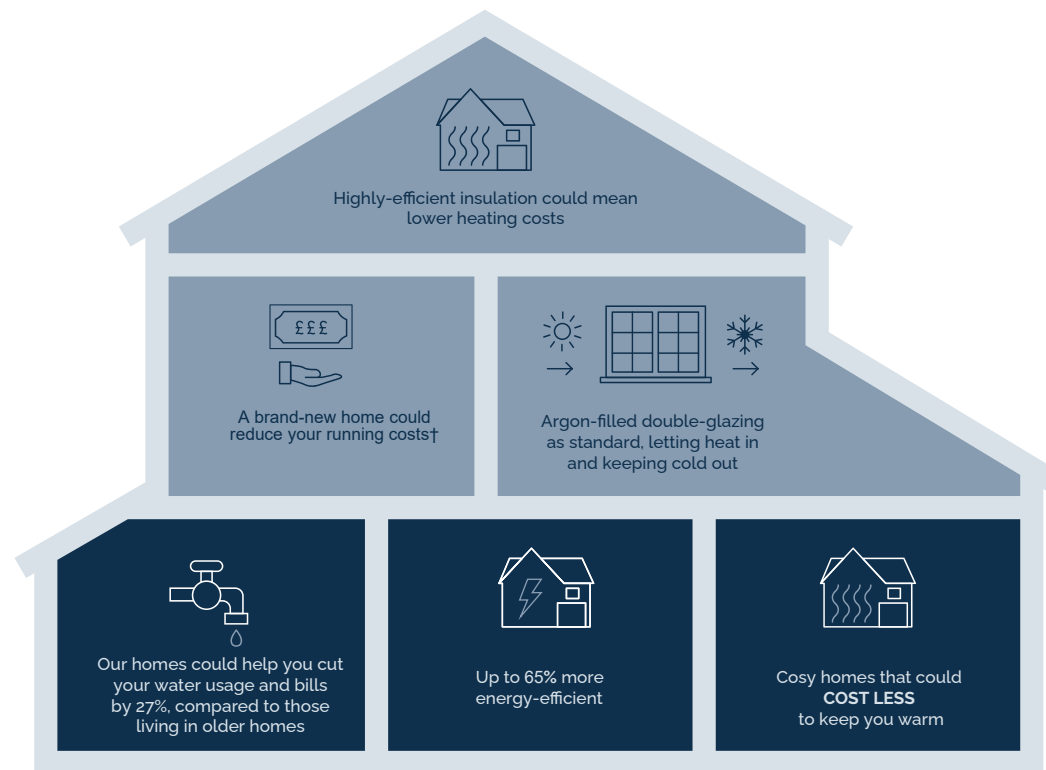 Highly-efficient insulation could mean
lower heating costs
£££
A brand-new home could
reduce your running costs†
Argon-filled double-glazing
as standard, letting heat in
and keeping cold out
Our homes could help you cut
your water usage and bills
by 27%, compared to those
living in older homes
Up to 65% more
energy-efficient
Cosy homes that could
COST LESS
to keep you warm